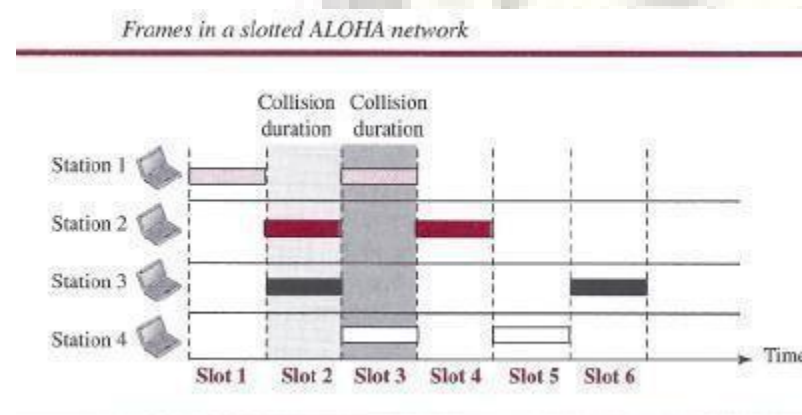 Frames in a slotted ALOHA network
Collision Collision
duration duration
Station 1
Station 2
Station 3
Station 4
Time
Slot 1 Slot 2 Slot 3 Slot 4 Slot 5 Slot 6